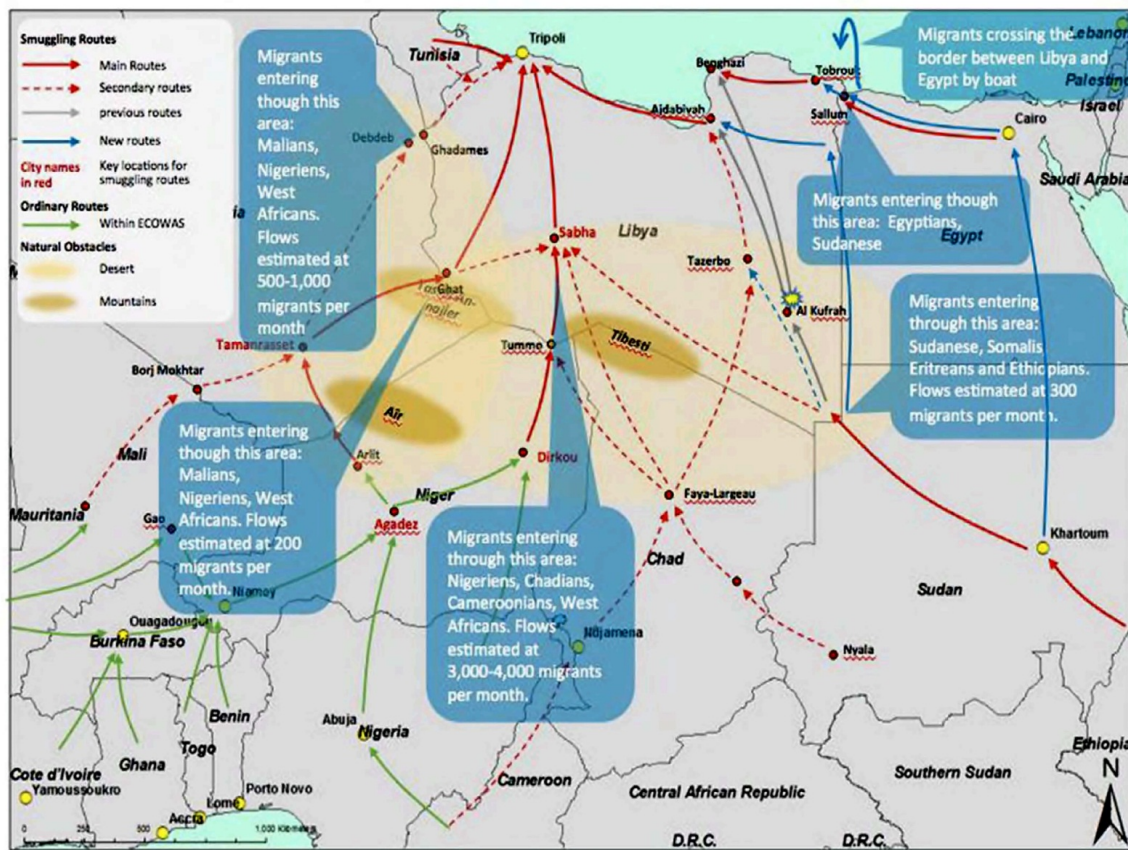 Smuggling Routes
Main Routes
Secondary routes
previous routes
New routes
City names
in red
Key locations for
smuggling routes
Ordinary Routes
Within ECOWAS
Natural Obstacles
Desert
Mountains
Migrants
entering
though this
area:
Malians,
Nigeriens,
West
Africans.
Flows
estimated at
500-1,000
migrants per
month
Migrants crossing the
border between Libya and
Egypt by boat
Migrants entering though
this area: Egyptians,
Sudanese
Migrants entering
through this area:
Sudanese, Somalis
Eritreans and Ethiopians.
Flows estimated at 300
migrants per month.
Migrants entering
though this area:
Malians,
Nigeriens, West
Africans. Flows
estimated at 200
migrants per
month.
Migrants entering
through this area:
Nigeriens, Chadians,
Cameroonians, West
Africans. Flows
estimated at
3,000-4,000 migrants
per month.
Tunisia
Tripoli
Benghazi
Tobrouk
Lebanon
Palestine
Israel
Ajdabiyah
Sallum
Cairo
Debdeb
Ghadames
Saudi Arabia
Sabha
Libya
Egypt
Tazerbo
Ghat
najler
Al Kufrah
Tamanrasset
Tummo
Tibesti
Borj Mokhtar
Aïr
Mali
Arlit
Dirkou
Mauritania
Gao
Niger
Agadez
Faya-Largeau
Chad
Khartoum
Sudan
Niamey
Ouagadougou
Burkina Faso
Ndjamena
Nyala
Benin
Abuja
Nigeria
Togo
Ghana
Cote d'Ivoire
Yamoussoukro
Cameroon
Central African Republic
Southern Sudan
Ethiopia
N
Lome
Porto Novo
Accra
0 250 500 1,000 Kilometers
D.R.C.
D.R.C.